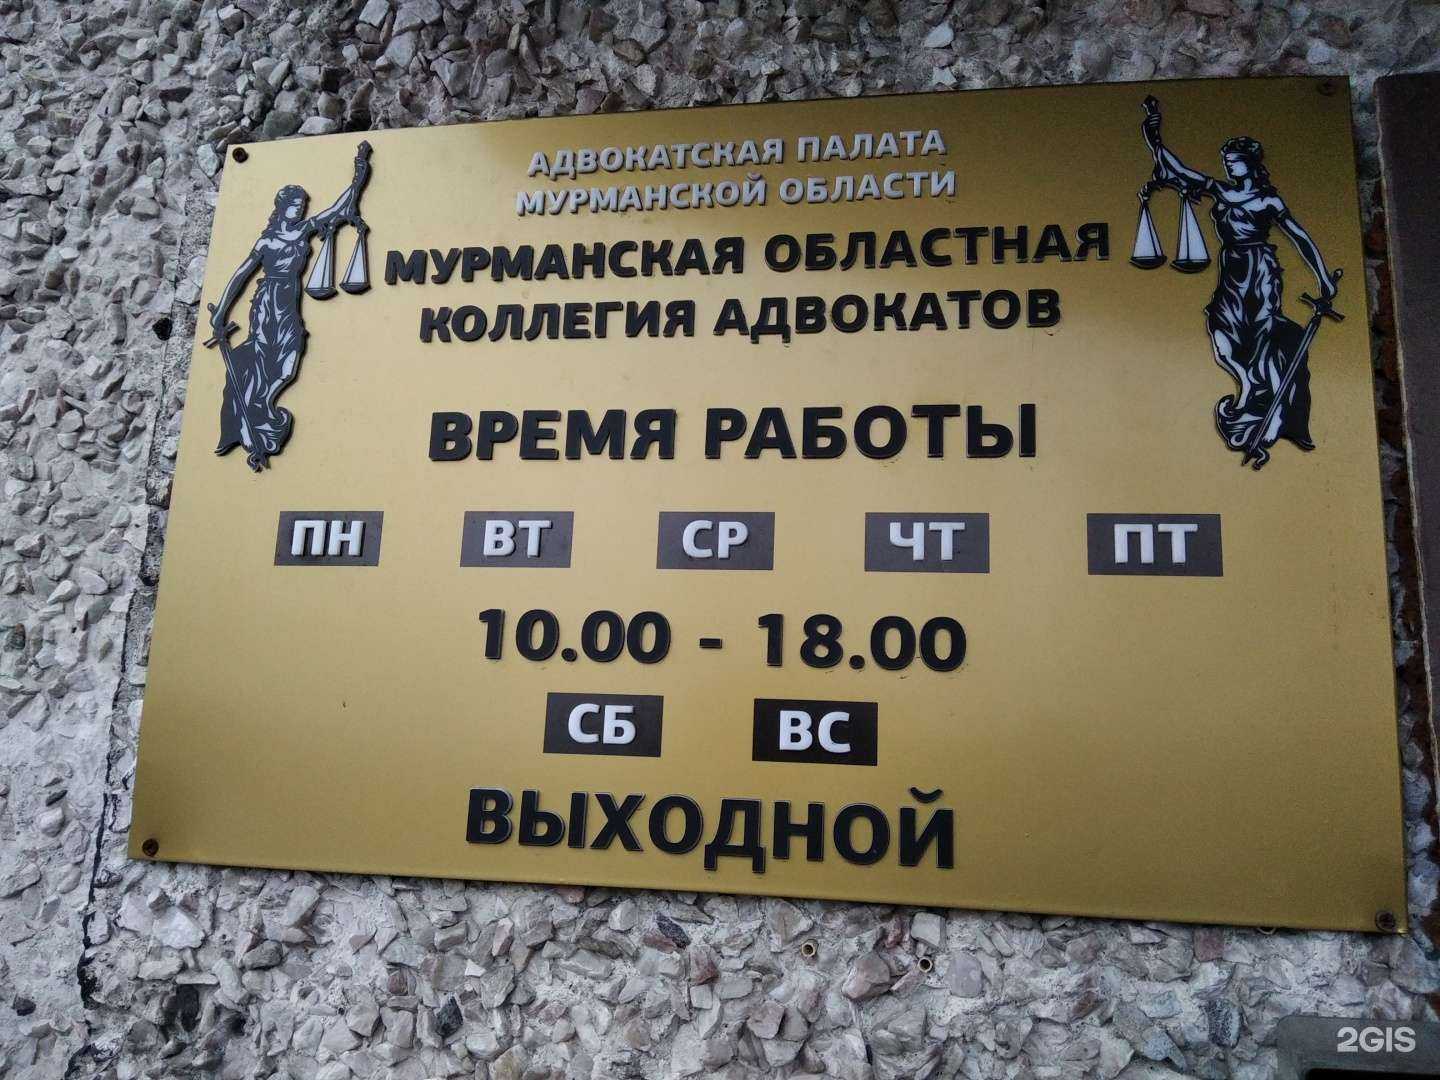 АДВОКАТСКАЯ ПАЛАТА
МУРМАНСКОЙ ОБЛАСТИ
МУРМАНСКАЯ ОБЛАСТНАЯ
КОЛЛЕГИЯ АДВОКАТОВ
ВРЕМЯ РАБОТЫ
ПН ВТ СР ЧТ ПТ
10.00 - 18.00
СБ ВС
ВЫХОДНОЙ
2GIS